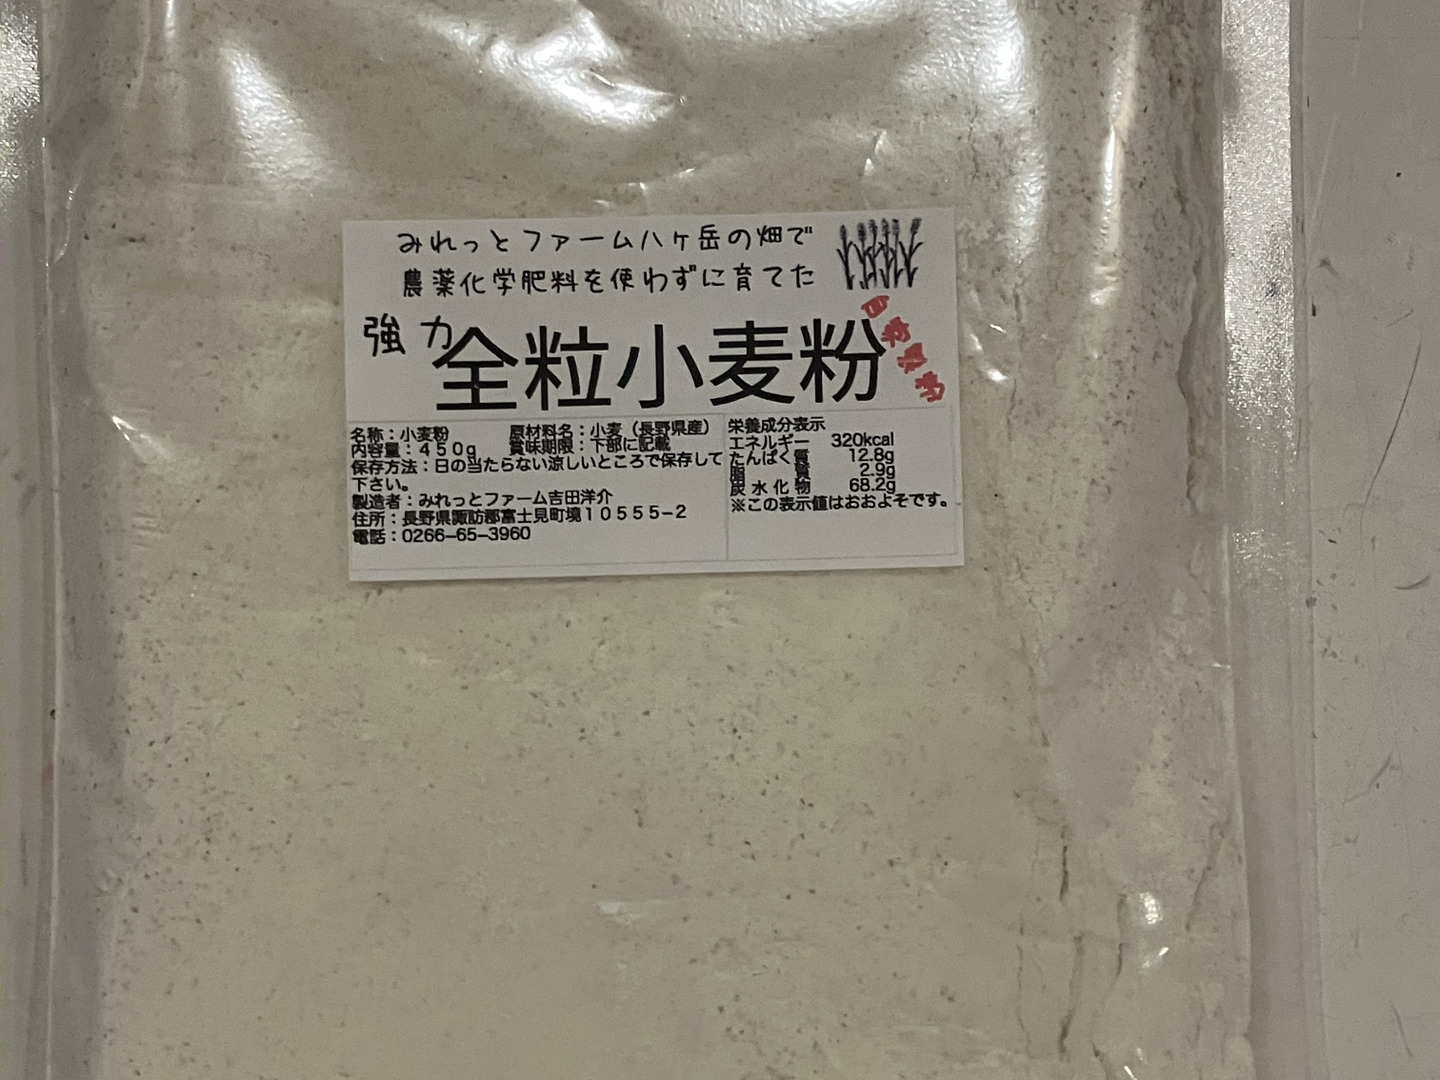 みれっとファーム八ヶ岳の畑で
農薬化学肥料を使わずに育てた
強力
全粒小麦粉
自家製粉
名称：小麦粉 原材料名：小麦（長野県産）
内容量：４５０g 賞味期限：下部に記載
保存方法：日の当たらない涼しいところで保存して
下さい。
製造者：みれっとファーム吉田洋介
住所：長野県諏訪郡富士見町境１０５５５−２
電話：0266−65−3960
栄養成分表示
エネルギー 320kcal
たんぱく質 12.8g
脂質 2.9g
炭水化物 68.2g
※この表示値はおおよそです。